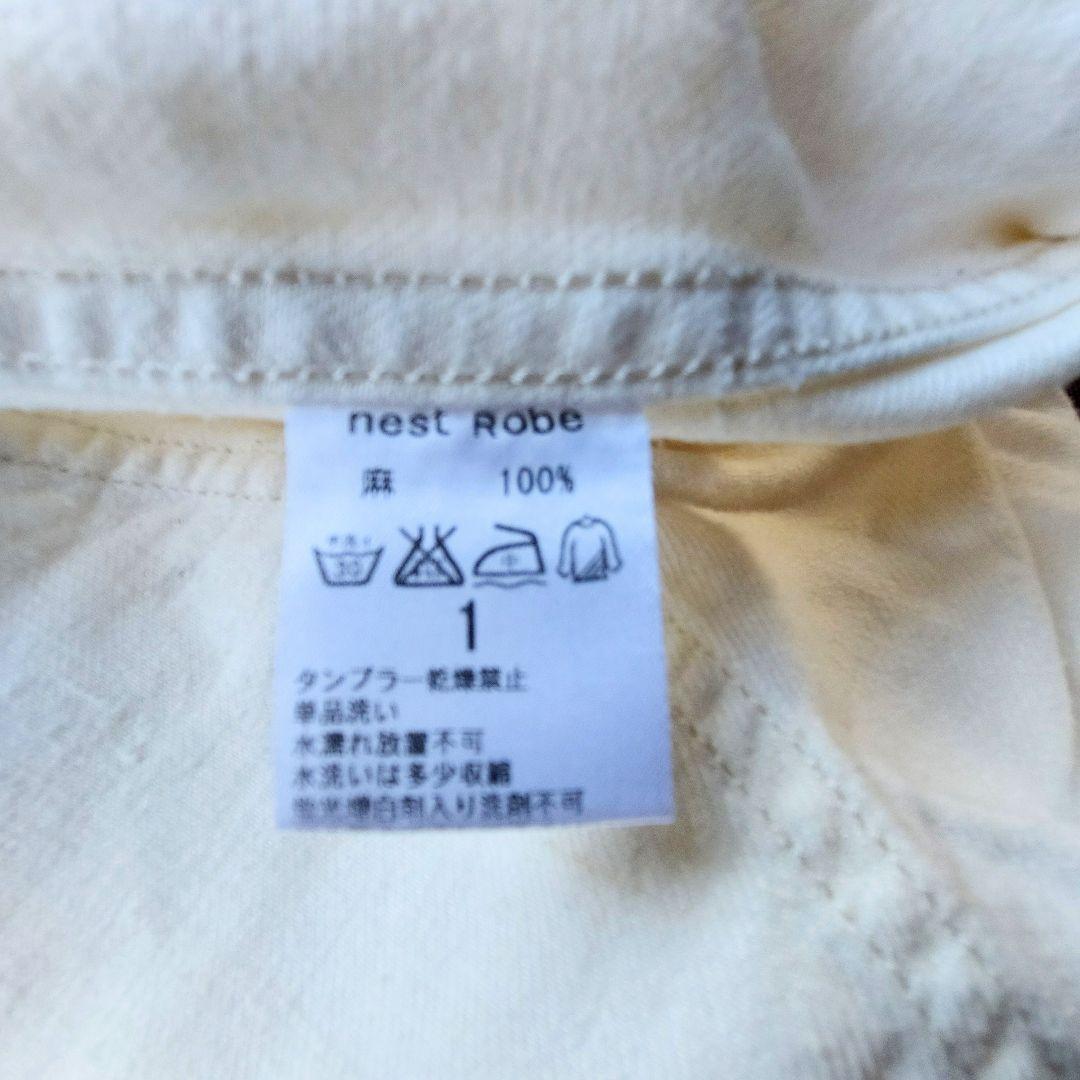 nest Robe
麻 100%
30
中
1
タンブラー乾燥禁止
単品洗い
水濡れ放置不可
水洗いは多少収縮
蛍光増白剤入り洗剤不可